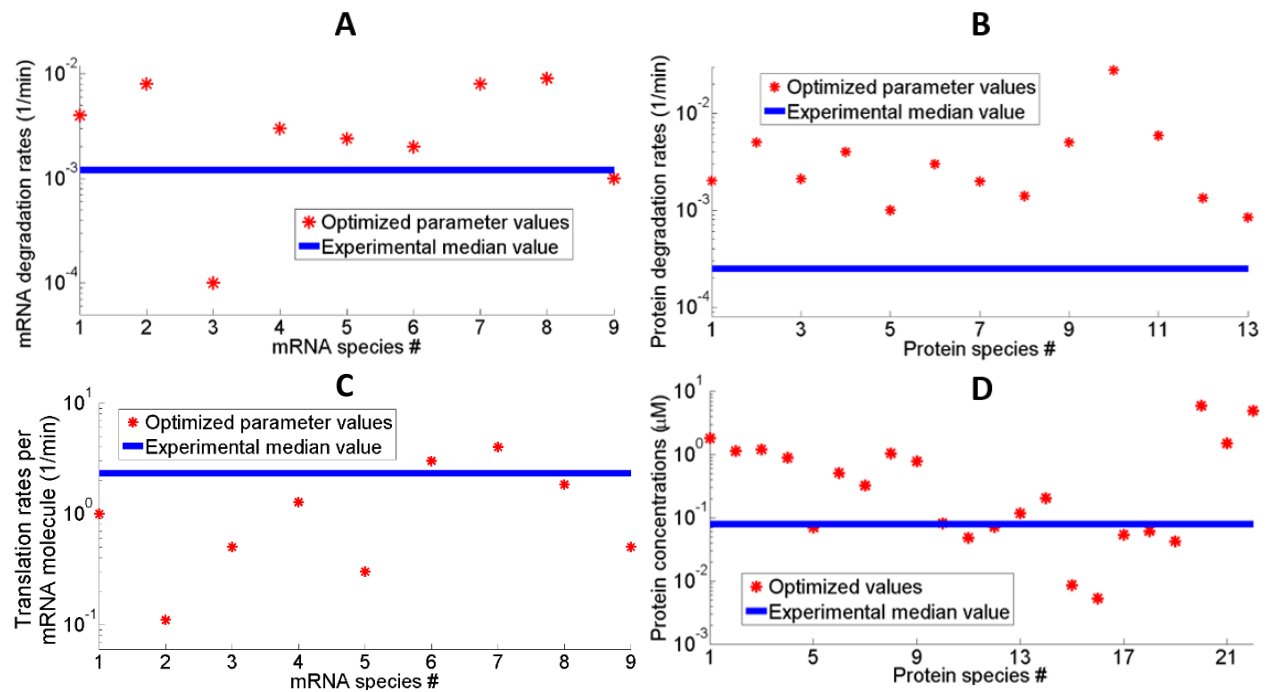 A
mRNA degradation rates (1/min)
10^-2
10^-3
10^-4
Optimized parameter values
Experimental median value
1 2 3 4 5 6 7 8 9
mRNA species #
B
Protein degradation rates (1/min)
10^-2
10^-3
10^-4
Optimized parameter values
Experimental median value
1 3 5 7 9 11 13
Protein species #
C
Translation rates per
mRNA molecule (1/min)
10^1
10^0
10^-1
Optimized parameter values
Experimental median value
1 2 3 4 5 6 7 8 9
mRNA species #
D
Protein concentrations (µM)
10^1
10^0
10^-1
10^-2
10^-3
Optimized values
Experimental median value
1 5 9 13 17 21
Protein species #